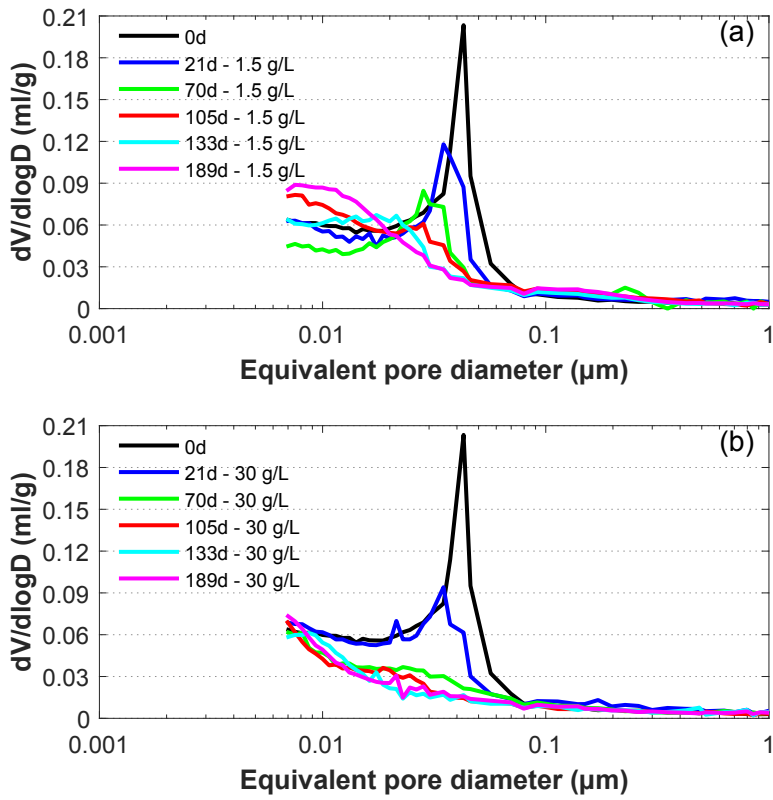 (a)
0.21
0.18
0.15
0.12
0.09
0.06
0.03
0
dV/dlogD (ml/g)
0d
21d - 1.5 g/L
70d - 1.5 g/L
105d - 1.5 g/L
133d - 1.5 g/L
189d - 1.5 g/L
0.001
0.01
0.1
1
Equivalent pore diameter (µm)
(b)
0.21
0.18
0.15
0.12
0.09
0.06
0.03
0
dV/dlogD (ml/g)
0d
21d - 30 g/L
70d - 30 g/L
105d - 30 g/L
133d - 30 g/L
189d - 30 g/L
0.001
0.01
0.1
1
Equivalent pore diameter (µm)